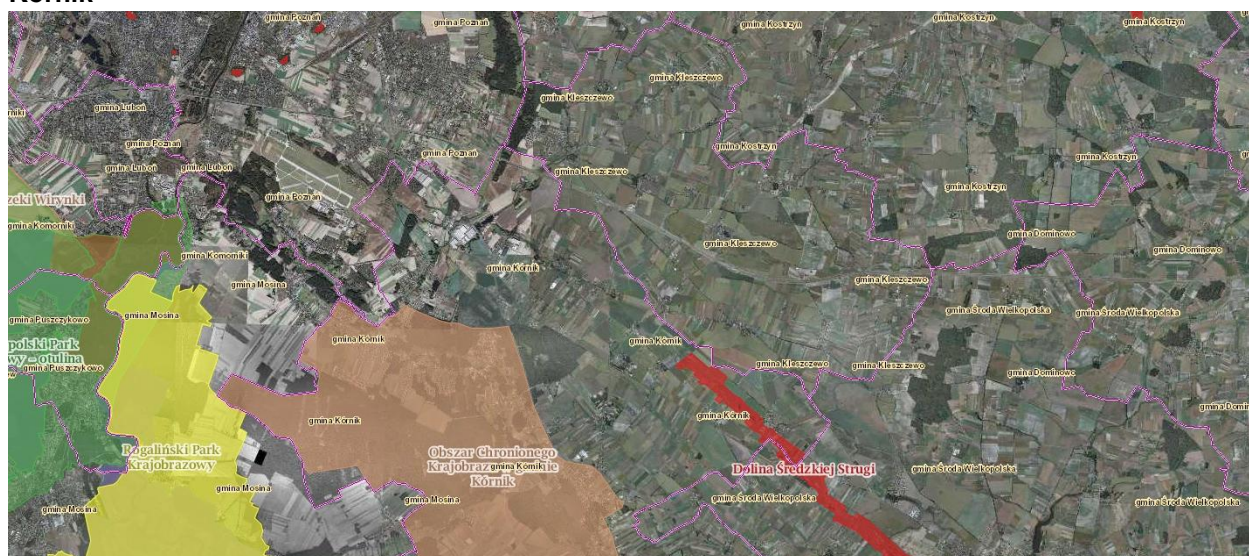 gmina Poznań
gmina Poznań
gmina Kostrzyn
gmina Kostrzyn
gmina Kleszczewo
gmina Kleszczewo
gmina Luboń
gmina Poznań
gmina Poznań
gmina Kostrzyn
gmina Kostrzyn
gmina Luboń
gmina Luboń
gmina Kleszczewo
gmina Poznań
gmina Kostrzyn
zeki Wirynki
gmina Komorniki
gmina Dominowo
gmina Kleszczewo
gmina Dominowo
gmina Komorniki
gmina Kórnik
gmina Mosina
gmina Kleszczewo
gmina Środa Wielkopolska
gmina Środa Wielkopolska
gmina Puszczykowo
gmina Mosina
gmina Kórnik
gmina Kórnik
polski Park
wy – otulina
gmina Puszczykowo
gmina Kleszczewo
gmina Kleszczewo
gmina Dominowo
gmina Kórnik
gmina Kórnik
Rogaliński Park
Krajobrazowy
Obszar Chronionego
gmina Kórnik
Kórnik
Dolina Średzkiej Strugi
gmina Środa Wielkopolska
gmina Mosina
gmina Mosina
gmina Środa Wielkopolska
gmina Środa Wielkopolska
gmina Mosina